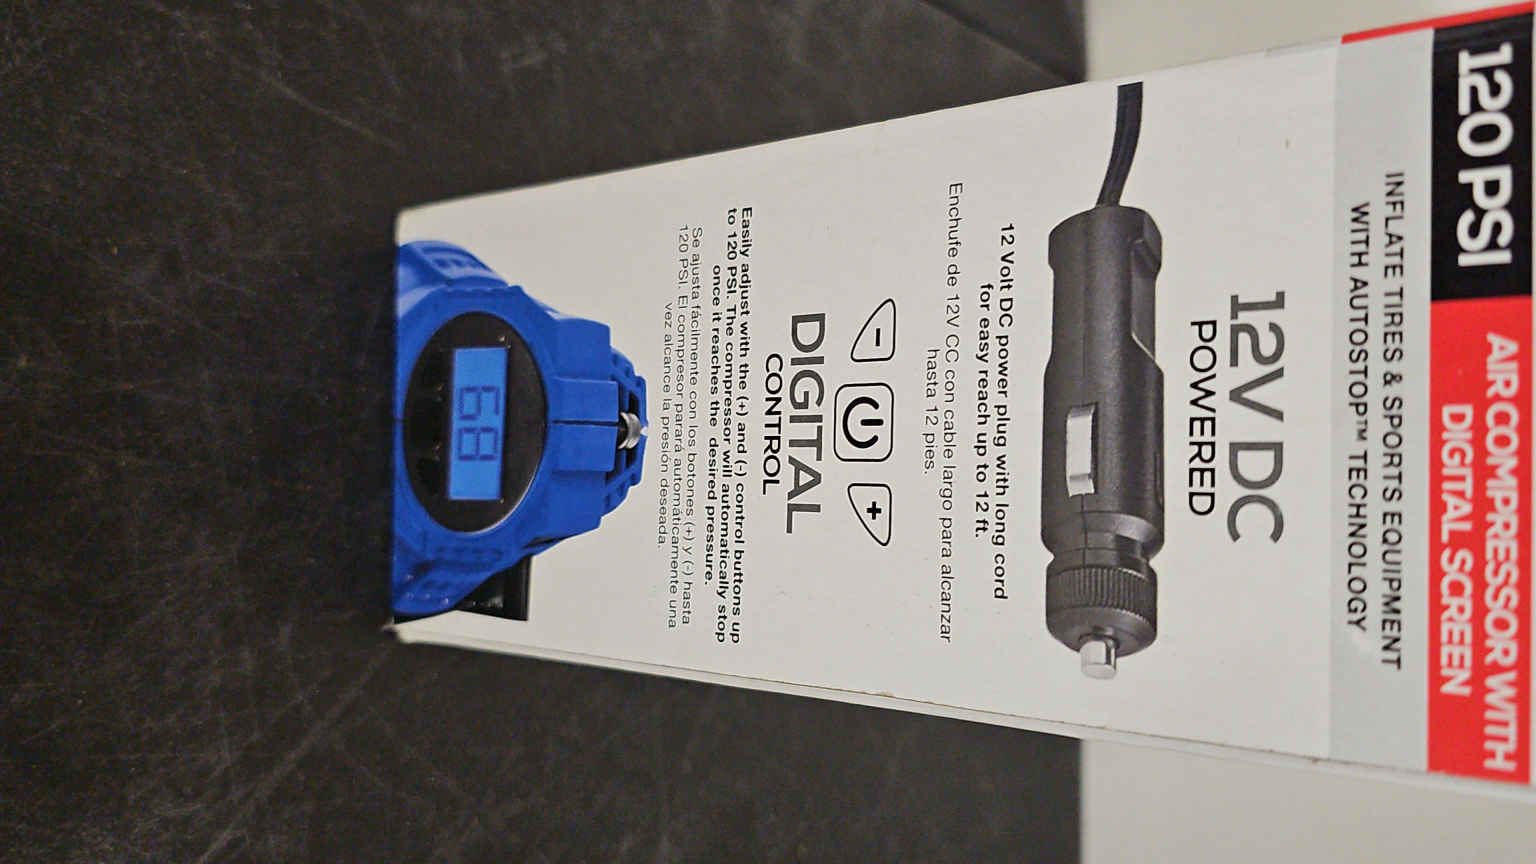 120 PSI
AIR COMPRESSOR WITH
DIGITAL SCREEN
INFLATE TIRES & SPORTS EQUIPMENT
WITH AUTOSTOP™ TECHNOLOGY
12V DC
POWERED
12 Volt DC power plug with long cord
for easy reach up to 12 ft.
Enchufe de 12V CC con cable largo para alcanzar
hasta 12 pies.
- +
DIGITAL
CONTROL
Easily adjust with the (+) and (-) control buttons up
to 120 PSI. The compressor will automatically stop
once it reaches the desired pressure.
Se ajusta fácilmente con los botones (+) y (-) hasta
120 PSI. El compresor parará automáticamente una
vez alcance la presión deseada.